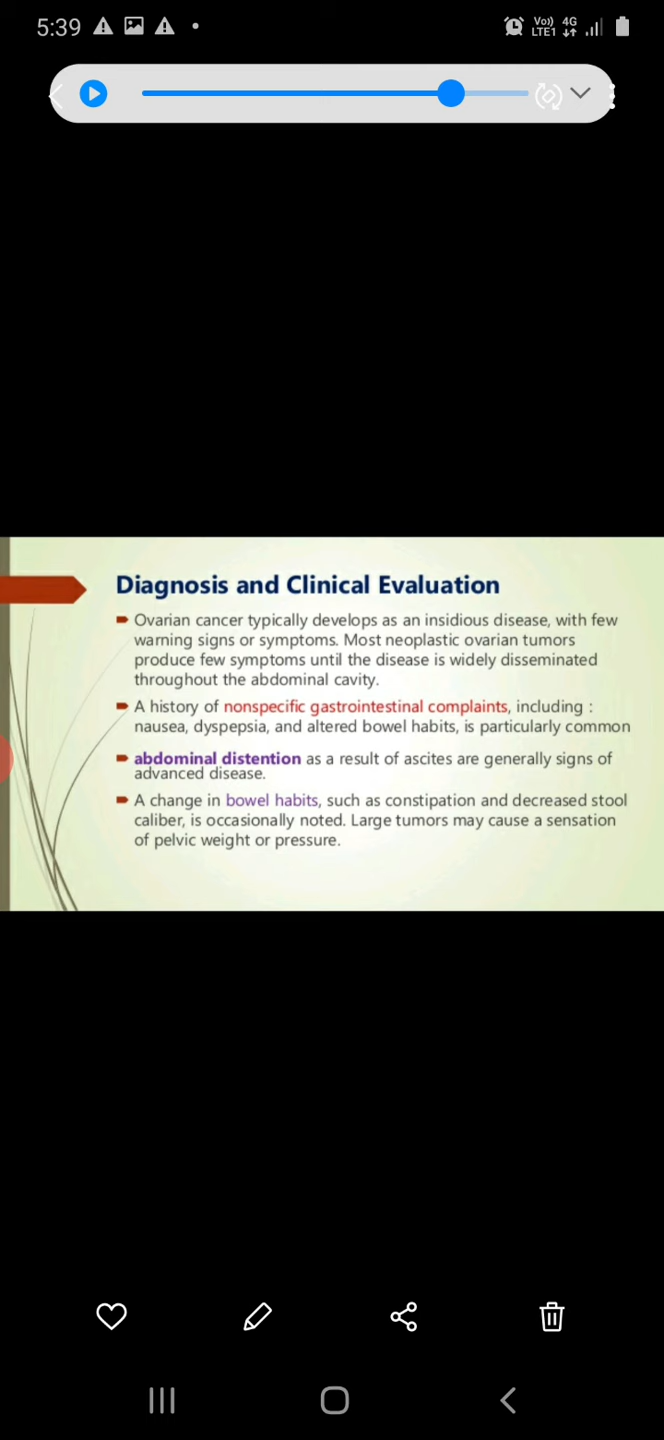 5:39
Vo)) 4G
LTE1
Diagnosis and Clinical Evaluation
Ovarian cancer typically develops as an insidious disease, with few
warning signs or symptoms. Most neoplastic ovarian tumors
produce few symptoms until the disease is widely disseminated
throughout the abdominal cavity.
A history of nonspecific gastrointestinal complaints, including :
nausea, dyspepsia, and altered bowel habits, is particularly common
abdominal distention as a result of ascites are generally signs of
advanced disease.
A change in bowel habits, such as constipation and decreased stool
caliber, is occasionally noted. Large tumors may cause a sensation
of pelvic weight or pressure.